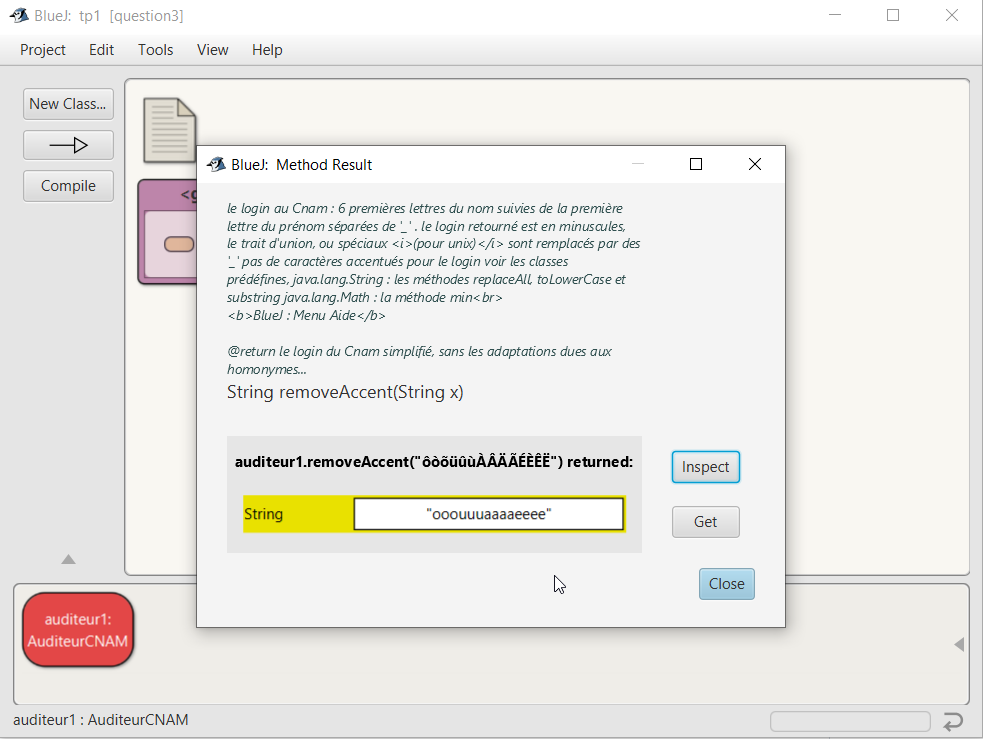 BlueJ: tp1 [question3]
Project Edit Tools View Help
New Class...
Compile
<g
BlueJ: Method Result
le login au Cnam : 6 premières lettres du nom suivies de la première
lettre du prénom séparées de '_' . le login retourné est en minuscules,
le trait d'union, ou spéciaux <i>(pour unix)</i> sont remplacés par des
'_' pas de caractères accentués pour le login voir les classes
prédéfines, java.lang.String : les méthodes replaceAll, toLowerCase et
substring java.lang.Math : la méthode min<br>
<b>BlueJ : Menu Aide</b>
@return le login du Cnam simplifié, sans les adaptations dues aux
homonymes...
String removeAccent(String x)
auditeur1.removeAccent("ôòõüûùÀÂÄÃÉÈÊË") returned:
String "ooouuuaaaaeeee"
Inspect
Get
Close
auditeur1:
AuditeurCNAM
auditeur1 : AuditeurCNAM